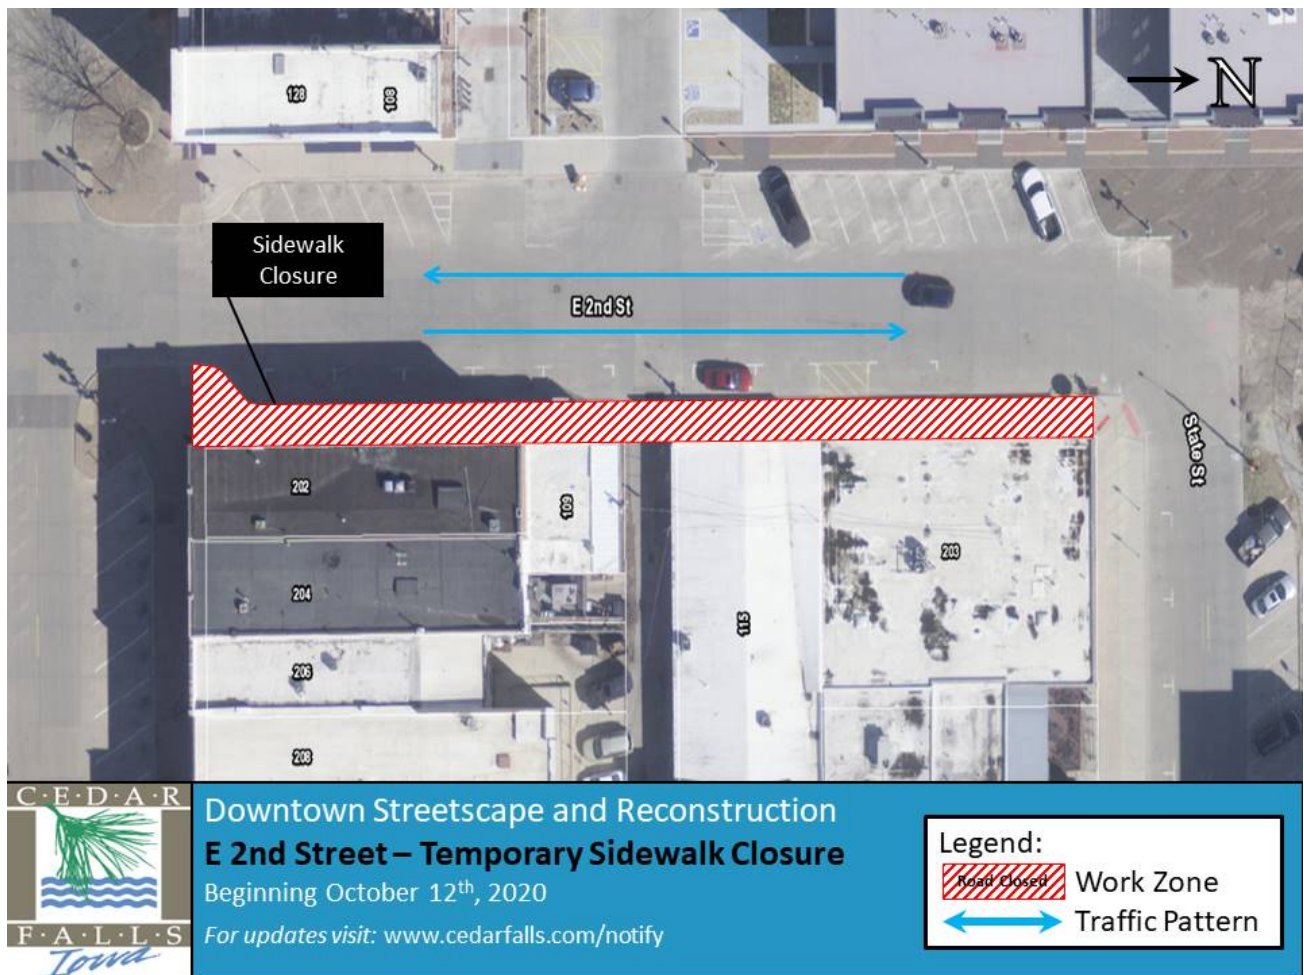 128
108
N
Sidewalk
Closure
E 2nd St
State St
202
109
203
204
115
206
208
C·E·D·A·R
F·A·L·L·S
Iowa
Downtown Streetscape and Reconstruction
E 2nd Street – Temporary Sidewalk Closure
Beginning October 12th, 2020
For updates visit: www.cedarfalls.com/notify
Legend:
Road Closed
Work Zone
Traffic Pattern